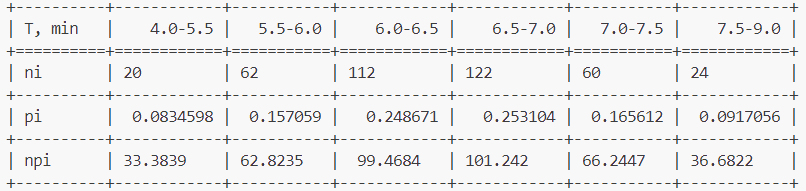 T, min 4.0-5.5 5.5-6.0 6.0-6.5 6.5-7.0 7.0-7.5 7.5-9.0
ni 20 62 112 122 60 24
pi 0.0834598 0.157059 0.248671 0.253104 0.165612 0.0917056
npi 33.3839 62.8235 99.4684 101.242 66.2447 36.6822